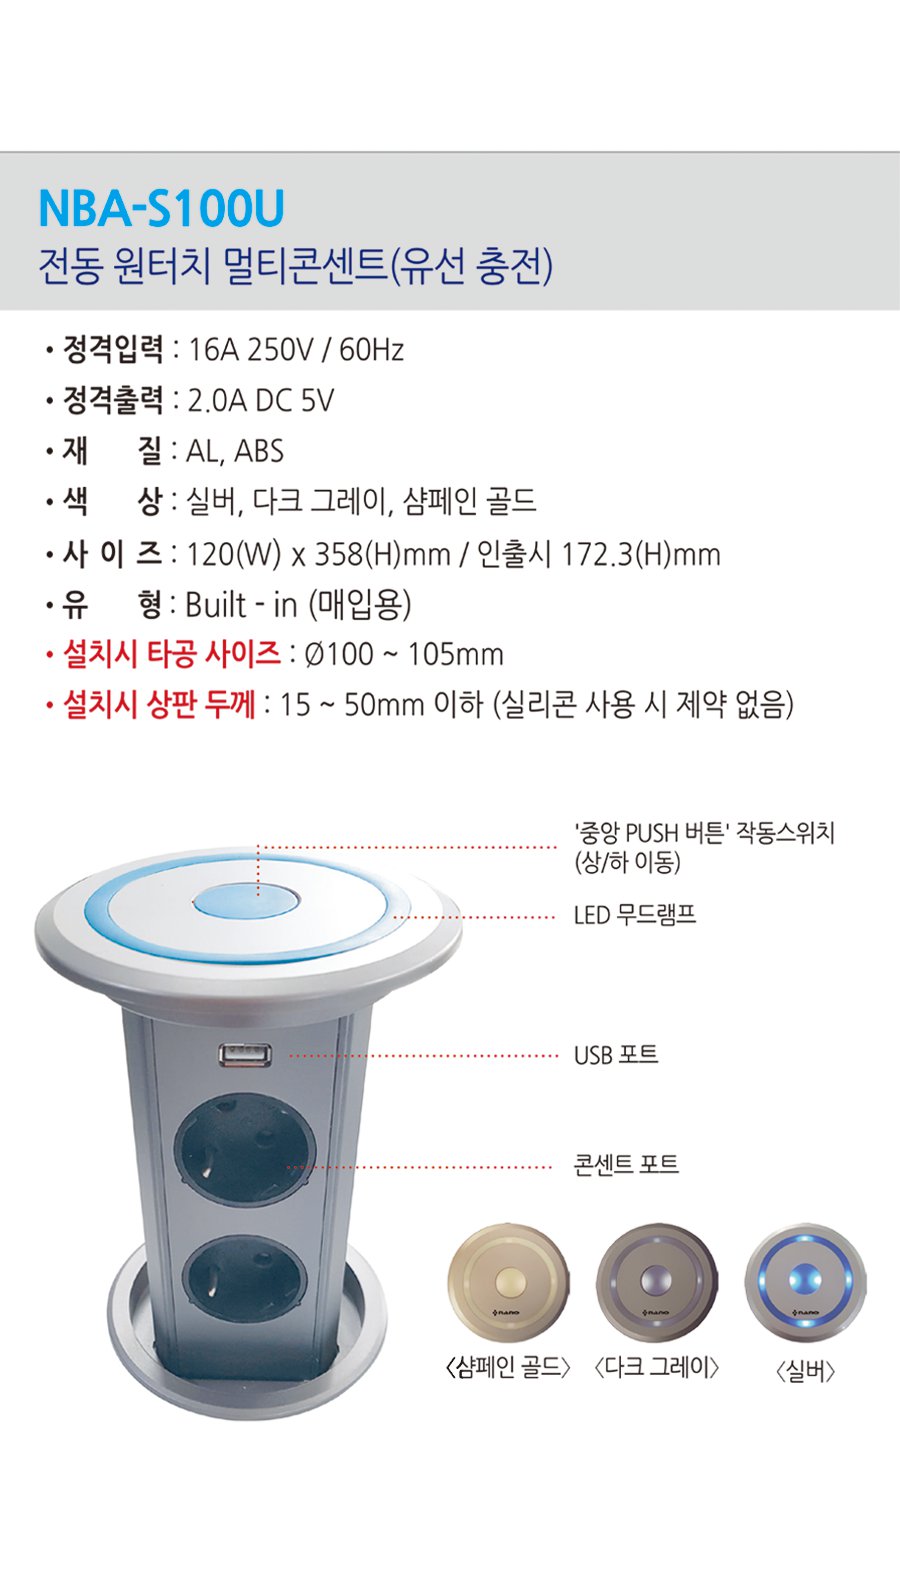 NBA-S100U
전동 원터치 멀티콘센트(유선 충전)
• 정격입력 : 16A 250V / 60Hz
• 정격출력 : 2.0A DC 5V
• 재 질 : AL, ABS
• 색 상 : 실버, 다크 그레이, 샴페인 골드
• 사 이 즈 : 120(W) x 358(H)mm / 인출시 172.3(H)mm
• 유 형 : Built - in (매입용)
• 설치시 타공 사이즈 : Ø100 ~ 105mm
• 설치시 상판 두께 : 15 ~ 50mm 이하 (실리콘 사용 시 제약 없음)
'중앙 PUSH 버튼' 작동스위치
(상/하 이동)
LED 무드램프
USB 포트
콘센트 포트
NANO NANO NANO
〈샴페인 골드〉 〈다크 그레이〉 〈실버〉